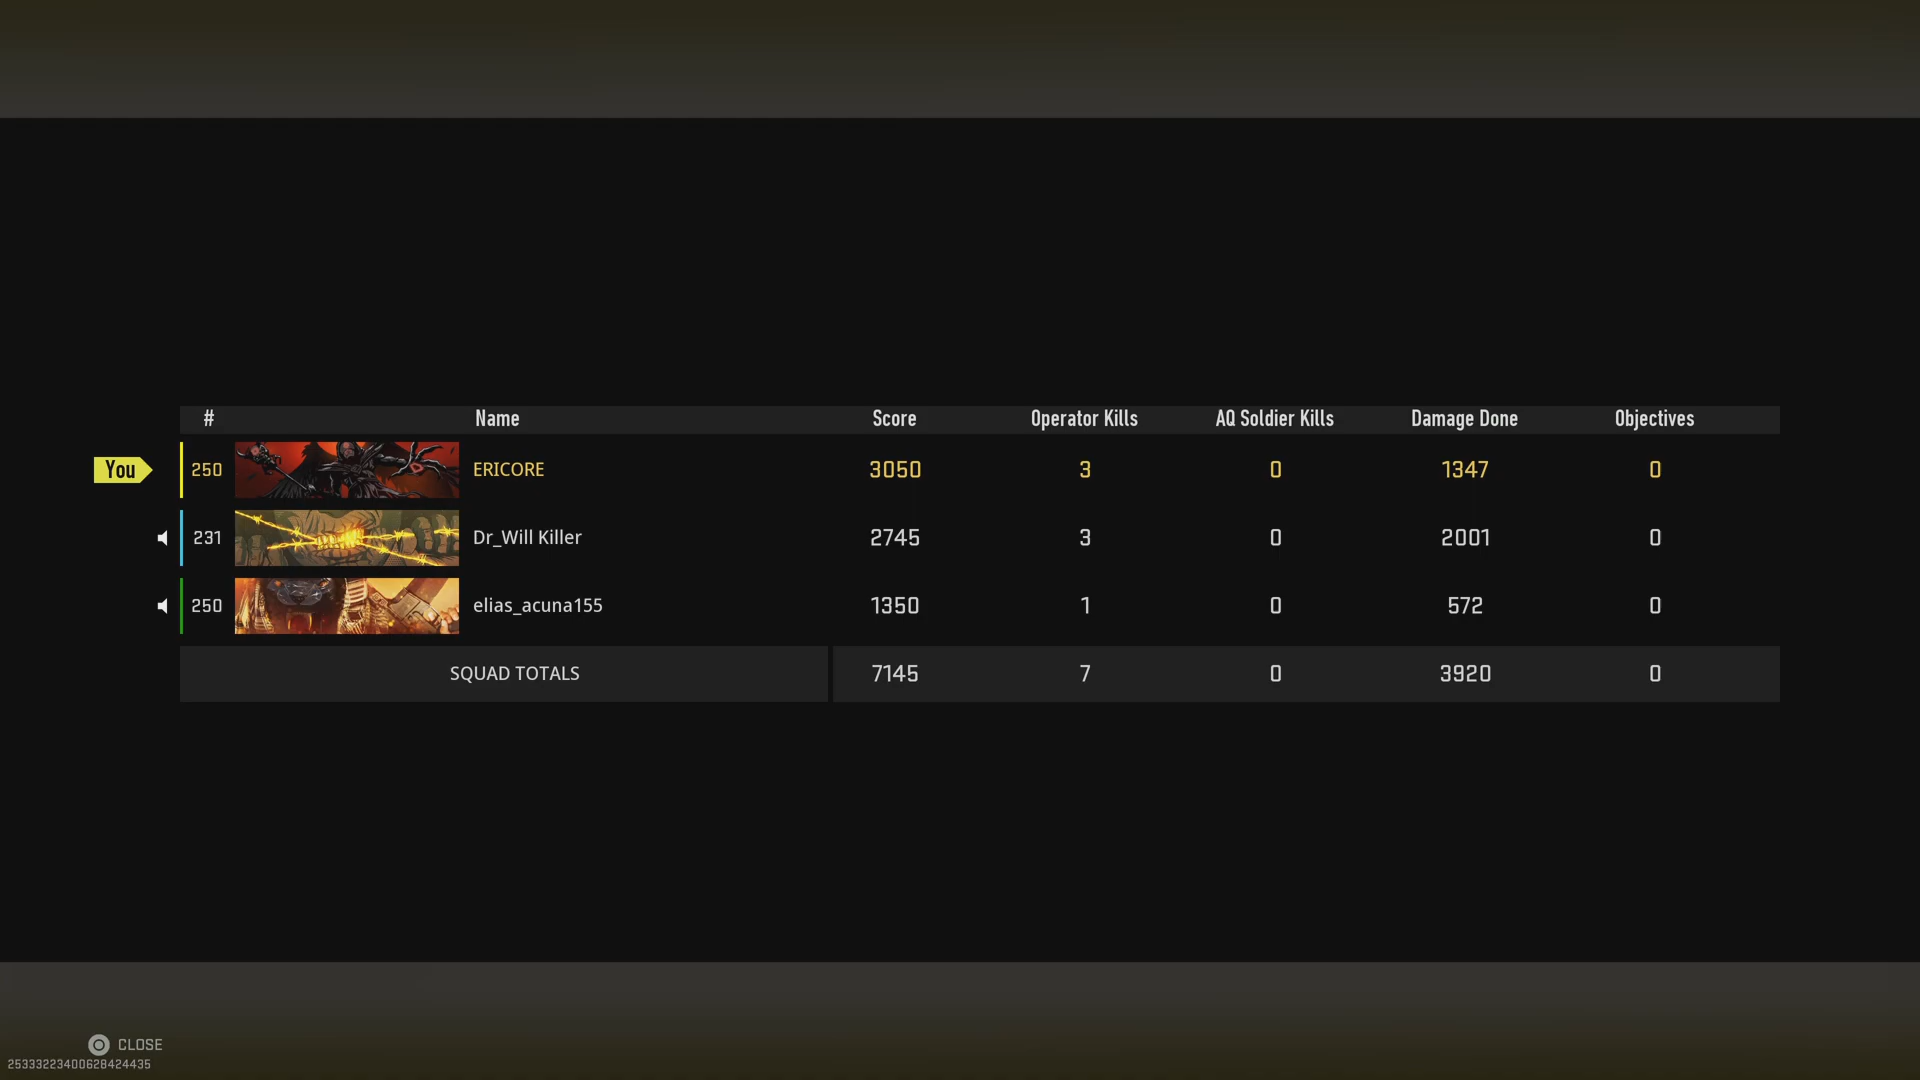 # Name Score Operator Kills AQ Soldier Kills Damage Done Objectives
You 250 ERICORE 3050 3 0 1347 0
231 Dr_Will Killer 2745 3 0 2001 0
250 elias_acuna155 1350 1 0 572 0
SQUAD TOTALS 7145 7 0 3920 0
CLOSE
25333223400628424435